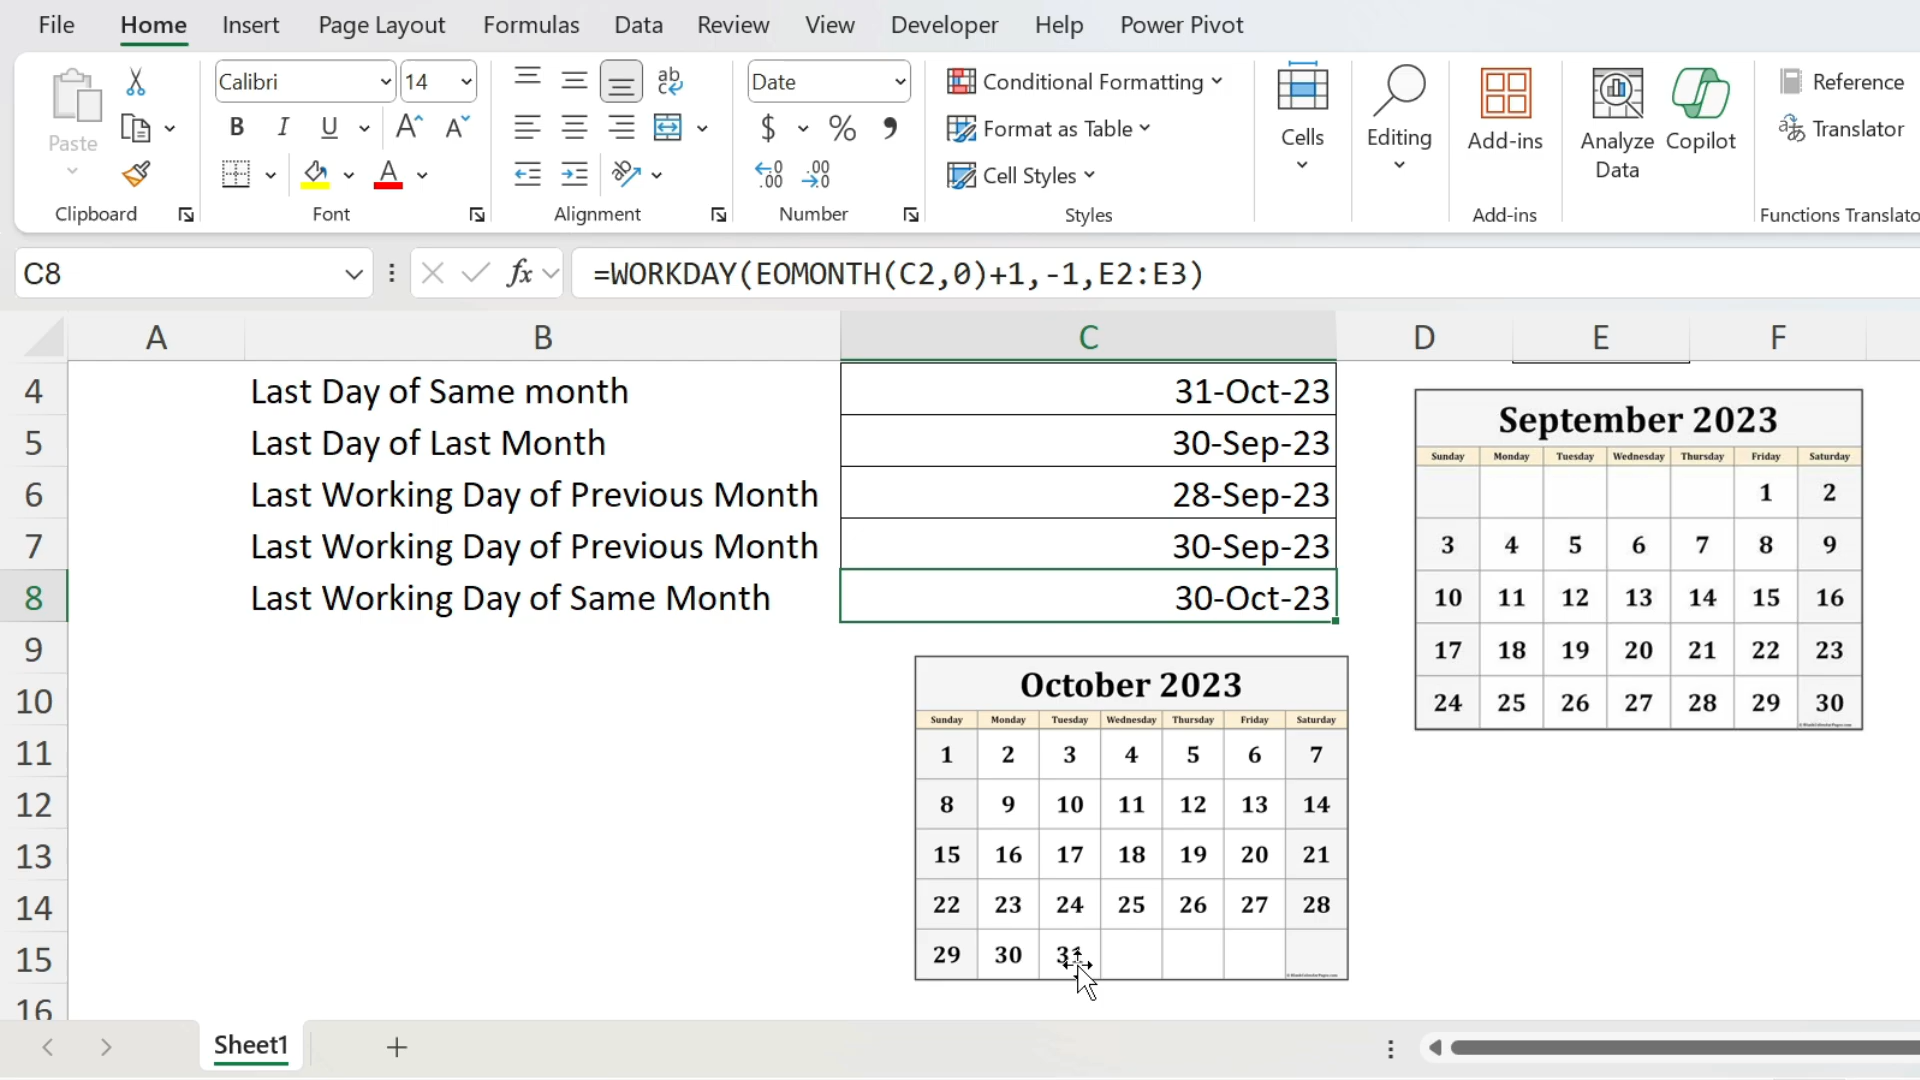 File Home Insert Page Layout Formulas Data Review View Developer Help Power Pivot
Paste
Clipboard
Calibri 14
B I U A A
A
Font
ab
Alignment
Date
$ % ,
.00 .00
Number
Conditional Formatting
Format as Table
Cell Styles
Styles
Cells
Editing
Add-ins
Add-ins
Analyze Data
Copilot
Reference
Translator
Functions Translato
C8 fx =WORKDAY(EOMONTH(C2,0)+1,-1,E2:E3)
A B C D E F
4 Last Day of Same month 31-Oct-23
5 Last Day of Last Month 30-Sep-23
6 Last Working Day of Previous Month 28-Sep-23
7 Last Working Day of Previous Month 30-Sep-23
8 Last Working Day of Same Month 30-Oct-23
9
10
11
12
13
14
15
16
September 2023
Sunday Monday Tuesday Wednesday Thursday Friday Saturday
1 2
3 4 5 6 7 8 9
10 11 12 13 14 15 16
17 18 19 20 21 22 23
24 25 26 27 28 29 30
October 2023
Sunday Monday Tuesday Wednesday Thursday Friday Saturday
1 2 3 4 5 6 7
8 9 10 11 12 13 14
15 16 17 18 19 20 21
22 23 24 25 26 27 28
29 30 31
Sheet1